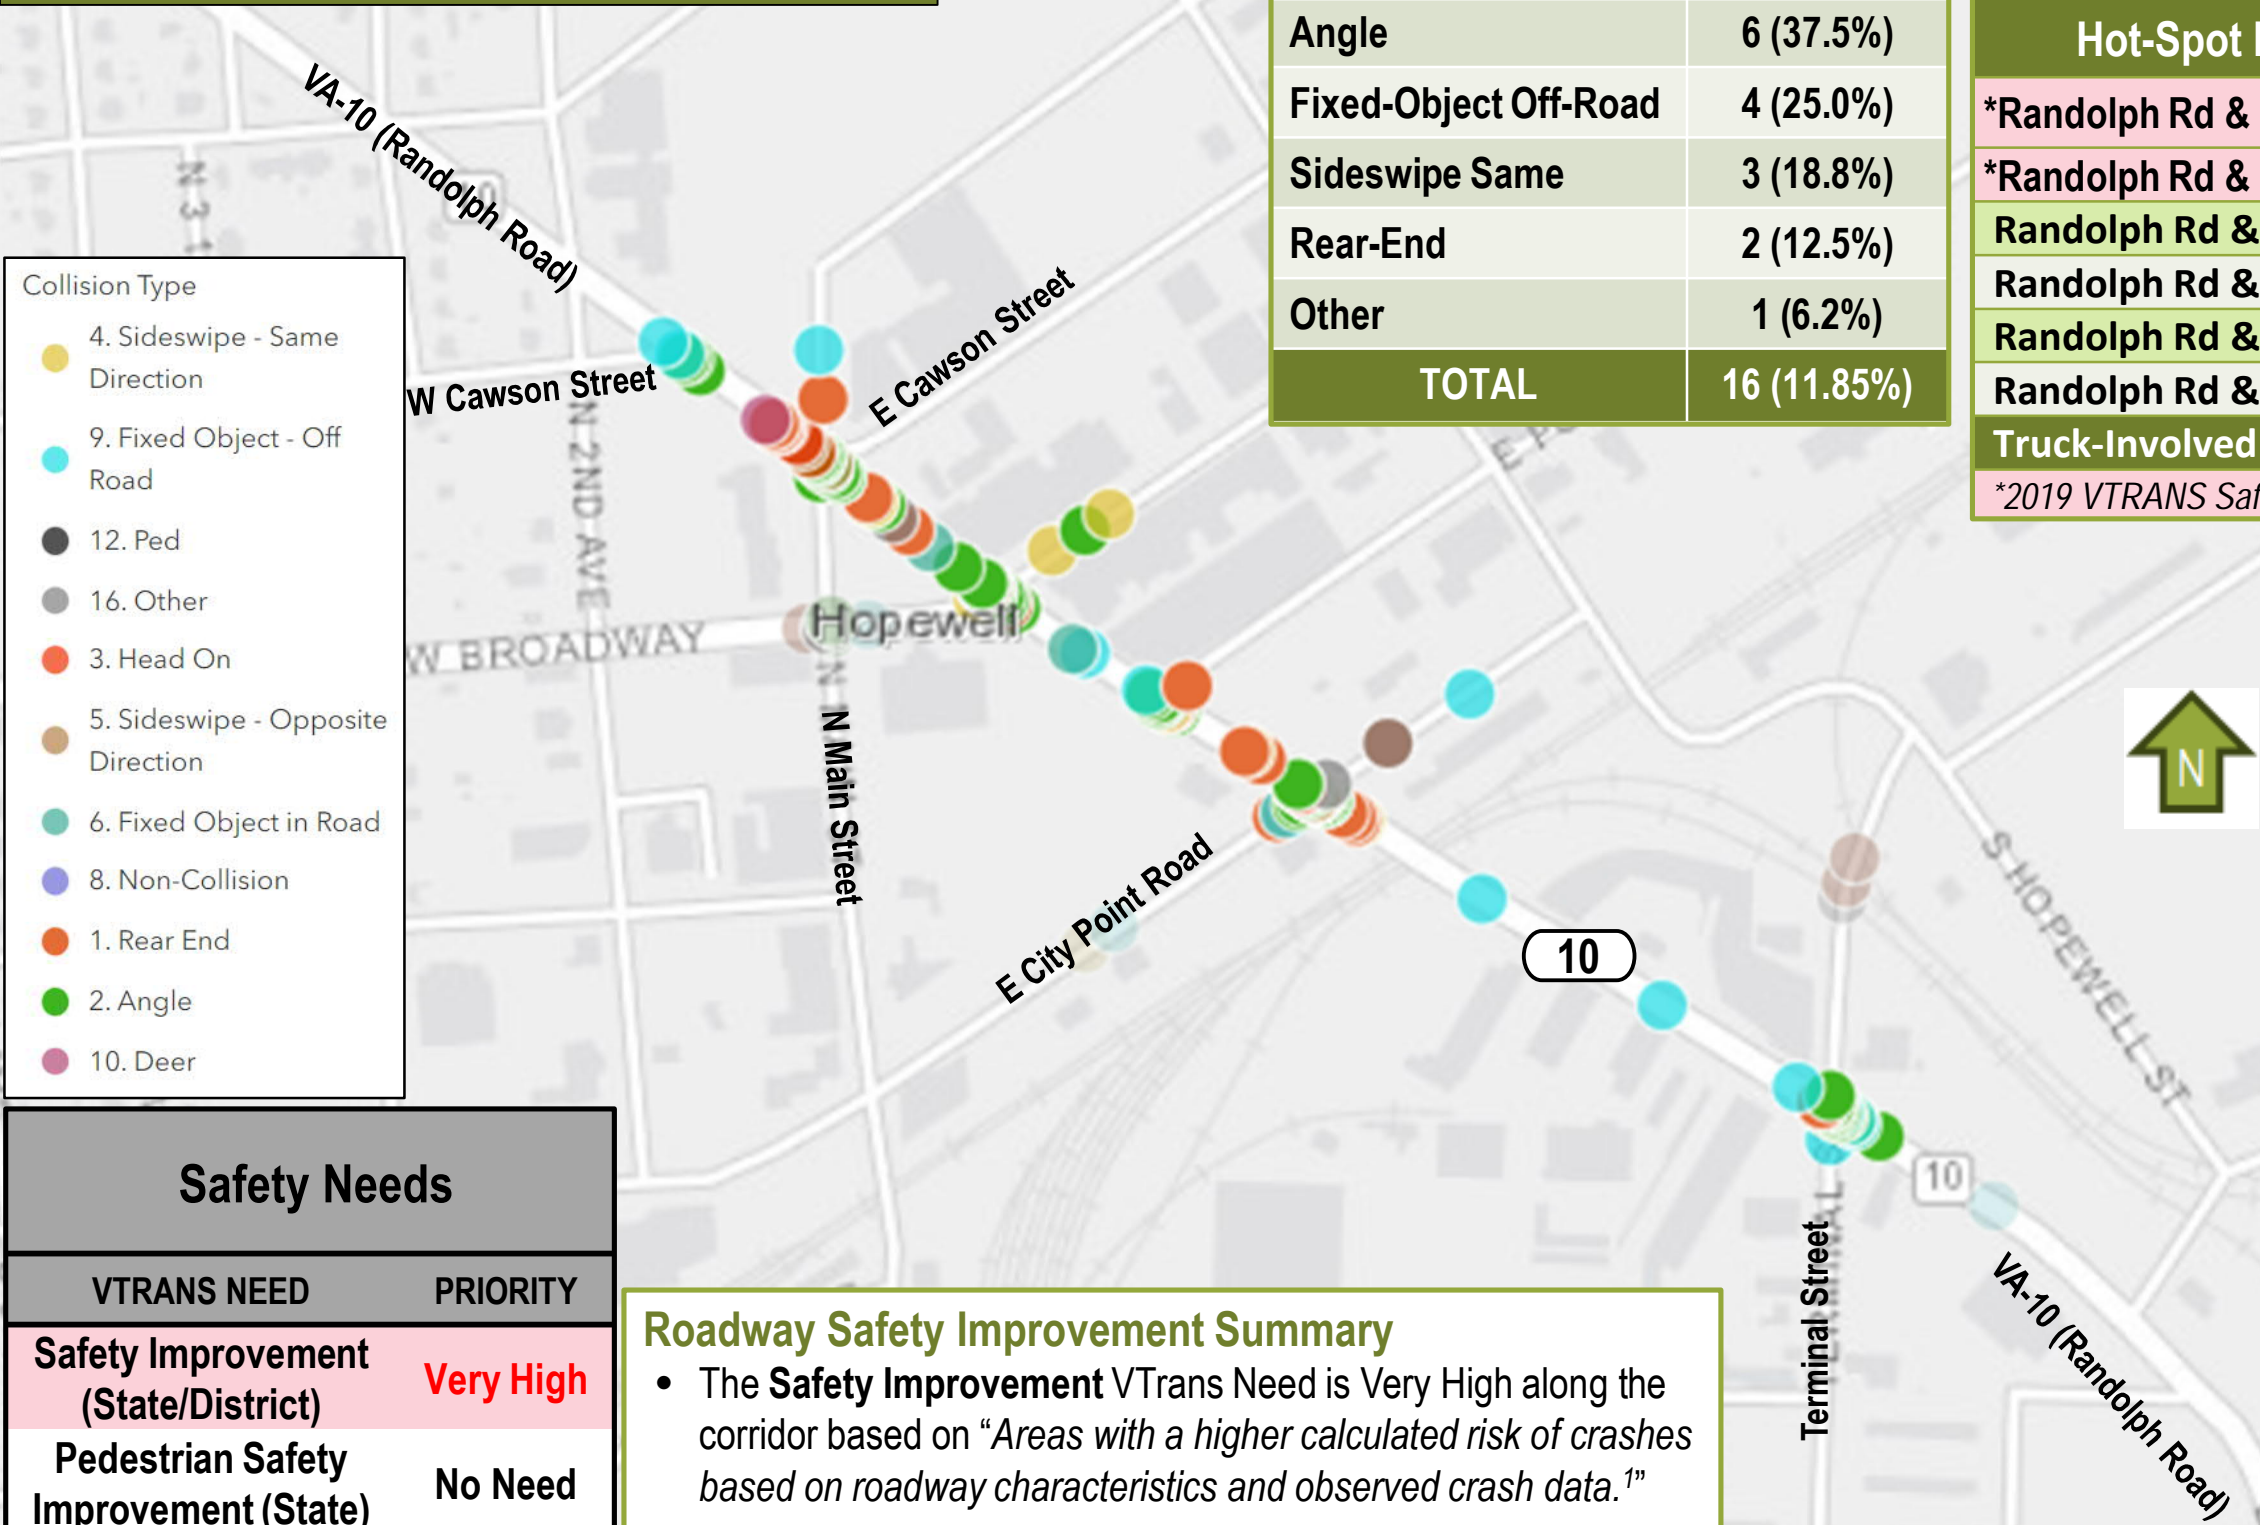 Angle 6 (37.5%)
Fixed-Object Off-Road 4 (25.0%)
Sideswipe Same 3 (18.8%)
Rear-End 2 (12.5%)
Other 1 (6.2%)
TOTAL 16 (11.85%)
Hot-Spot
*Randolph Rd &
*Randolph Rd &
Randolph Rd &
Randolph Rd &
Randolph Rd &
Randolph Rd &
Truck-Involved
*2019 VTRANS
VA-10 (Randolph Road)
N 2ND AVE
W Cawson Street
E Cawson Street
W BROADWAY
Hopewell
N Main Street
E City Point Road
10
S HOPEWELL ST
N
10
Terminal Street
VA-10 (Randolph Road)
Collision Type
4. Sideswipe - Same
Direction
9. Fixed Object - Off
Road
12. Ped
16. Other
3. Head On
5. Sideswipe - Opposite
Direction
6. Fixed Object in Road
8. Non-Collision
1. Rear End
2. Angle
10. Deer
Safety Needs
VTRANS NEED PRIORITY
Safety Improvement
(State/District) Very High
Pedestrian Safety
Improvement (State) No Need
Roadway Safety Improvement Summary
• The Safety Improvement VTrans Need is Very High along the
corridor based on “Areas with a higher calculated risk of crashes
based on roadway characteristics and observed crash data.¹”